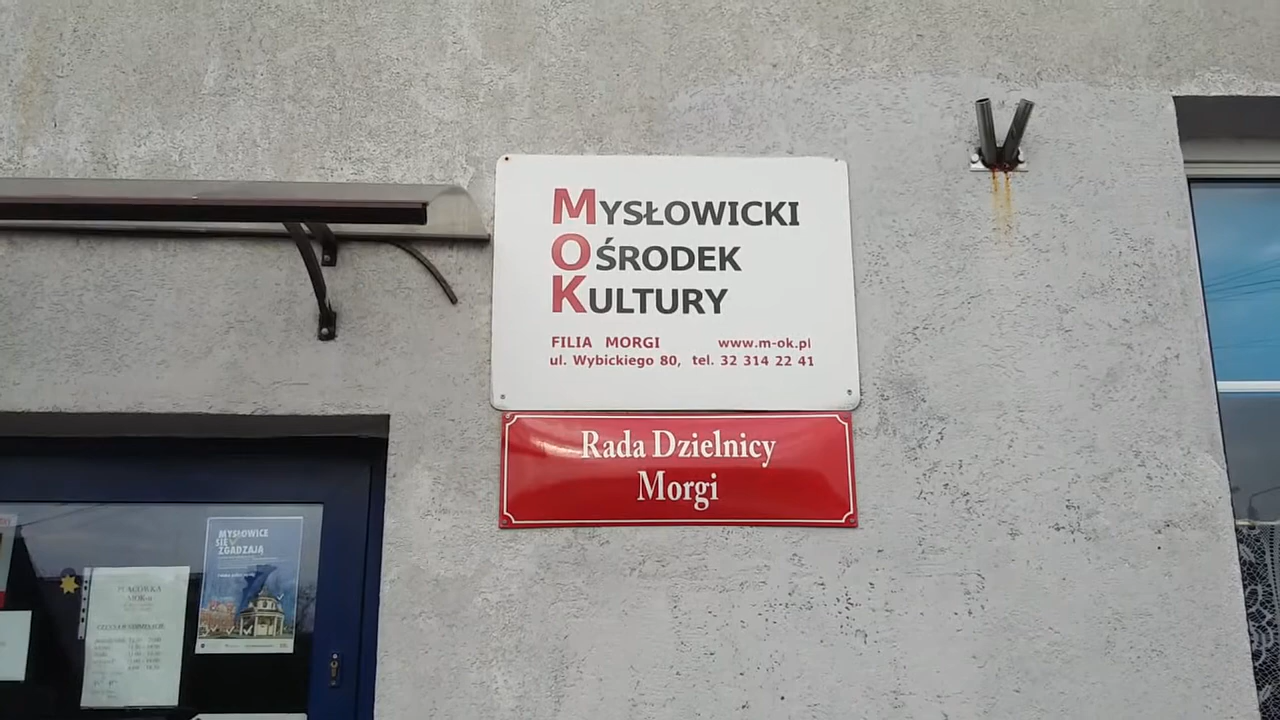 MYSŁOWICKI
OŚRODEK
KULTURY
FILIA MORGI www.m-ok.pl
ul. Wybickiego 80, tel. 32 314 22 41
Rada Dzielnicy
Morgi
MYSŁOWICE
SIĘ
ZGADZAJĄ
PLACÓWKA